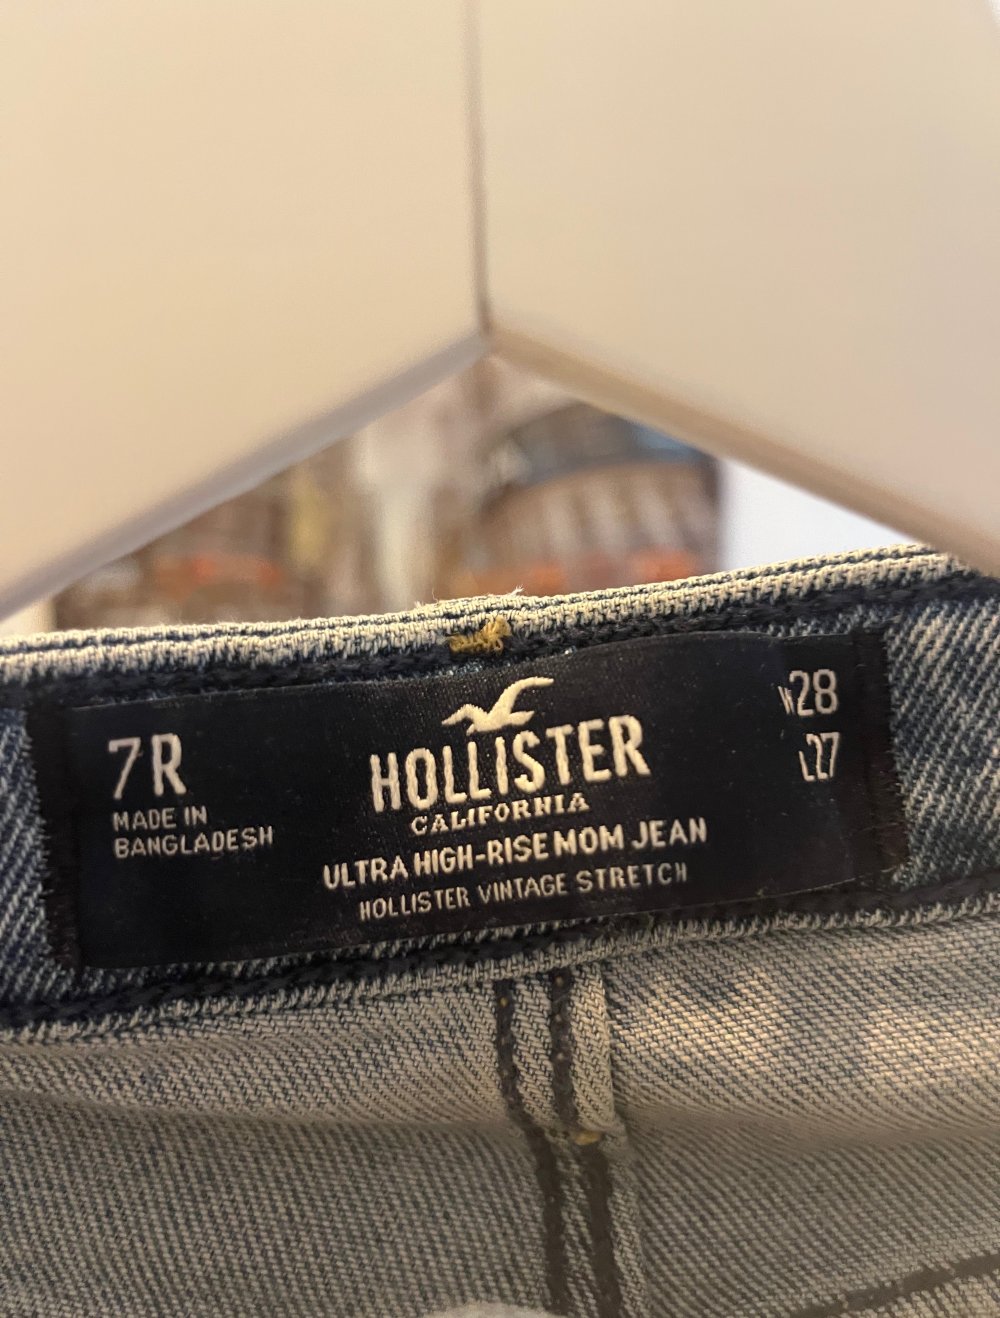 7R
MADE IN
BANGLADESH
HOLLISTER
CALIFORNIA
ULTRA HIGH-RISE MOM JEAN
HOLLISTER VINTAGE STRETCH
W28
L27